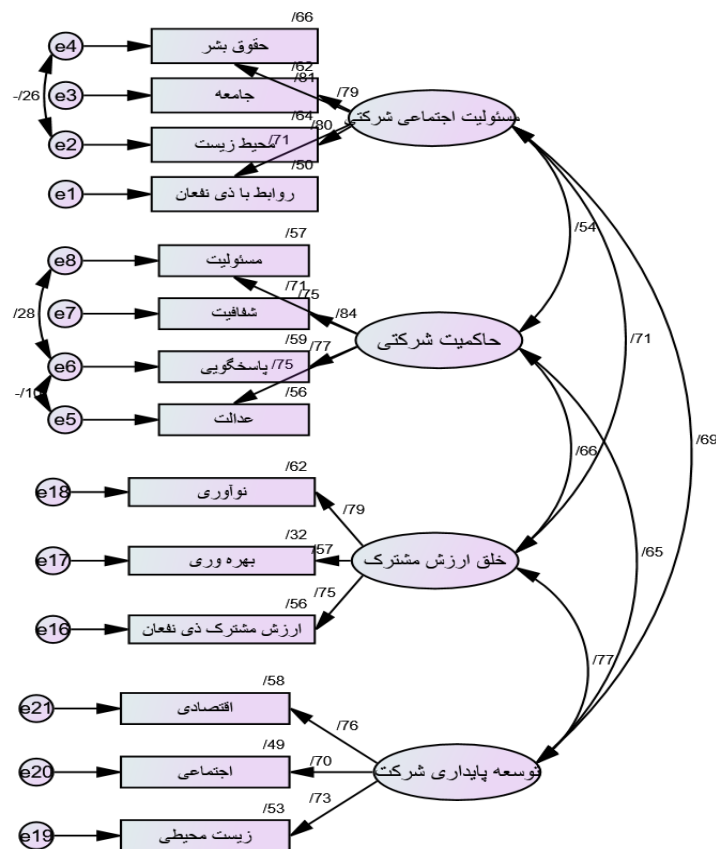 /66
e4
حقوق بشر
/62
/81
/79
-/26
e3
جامعه
مسئولیت اجتماعی شرکتی
/64
/80
e2
محیط زیست
/71
/50
e1
روابط با ذی نفعان
/54
/57
e8
مسئولیت
/71
/75
/28
e7
شفافیت
/84
حاکمیت شرکتی
/71
/59
/77
e6
پاسخگویی
/75
-/10
/56
e5
عدالت
/69
/66
/62
e18
نوآوری
/79
/32
e17
بهره وری
/57
خلق ارزش مشترک
/65
/56
/75
e16
ارزش مشترک ذی نفعان
/77
/58
e21
اقتصادی
/76
/49
e20
اجتماعی
/70
توسعه پایداری شرکت
/53
/73
e19
زیست محیطی